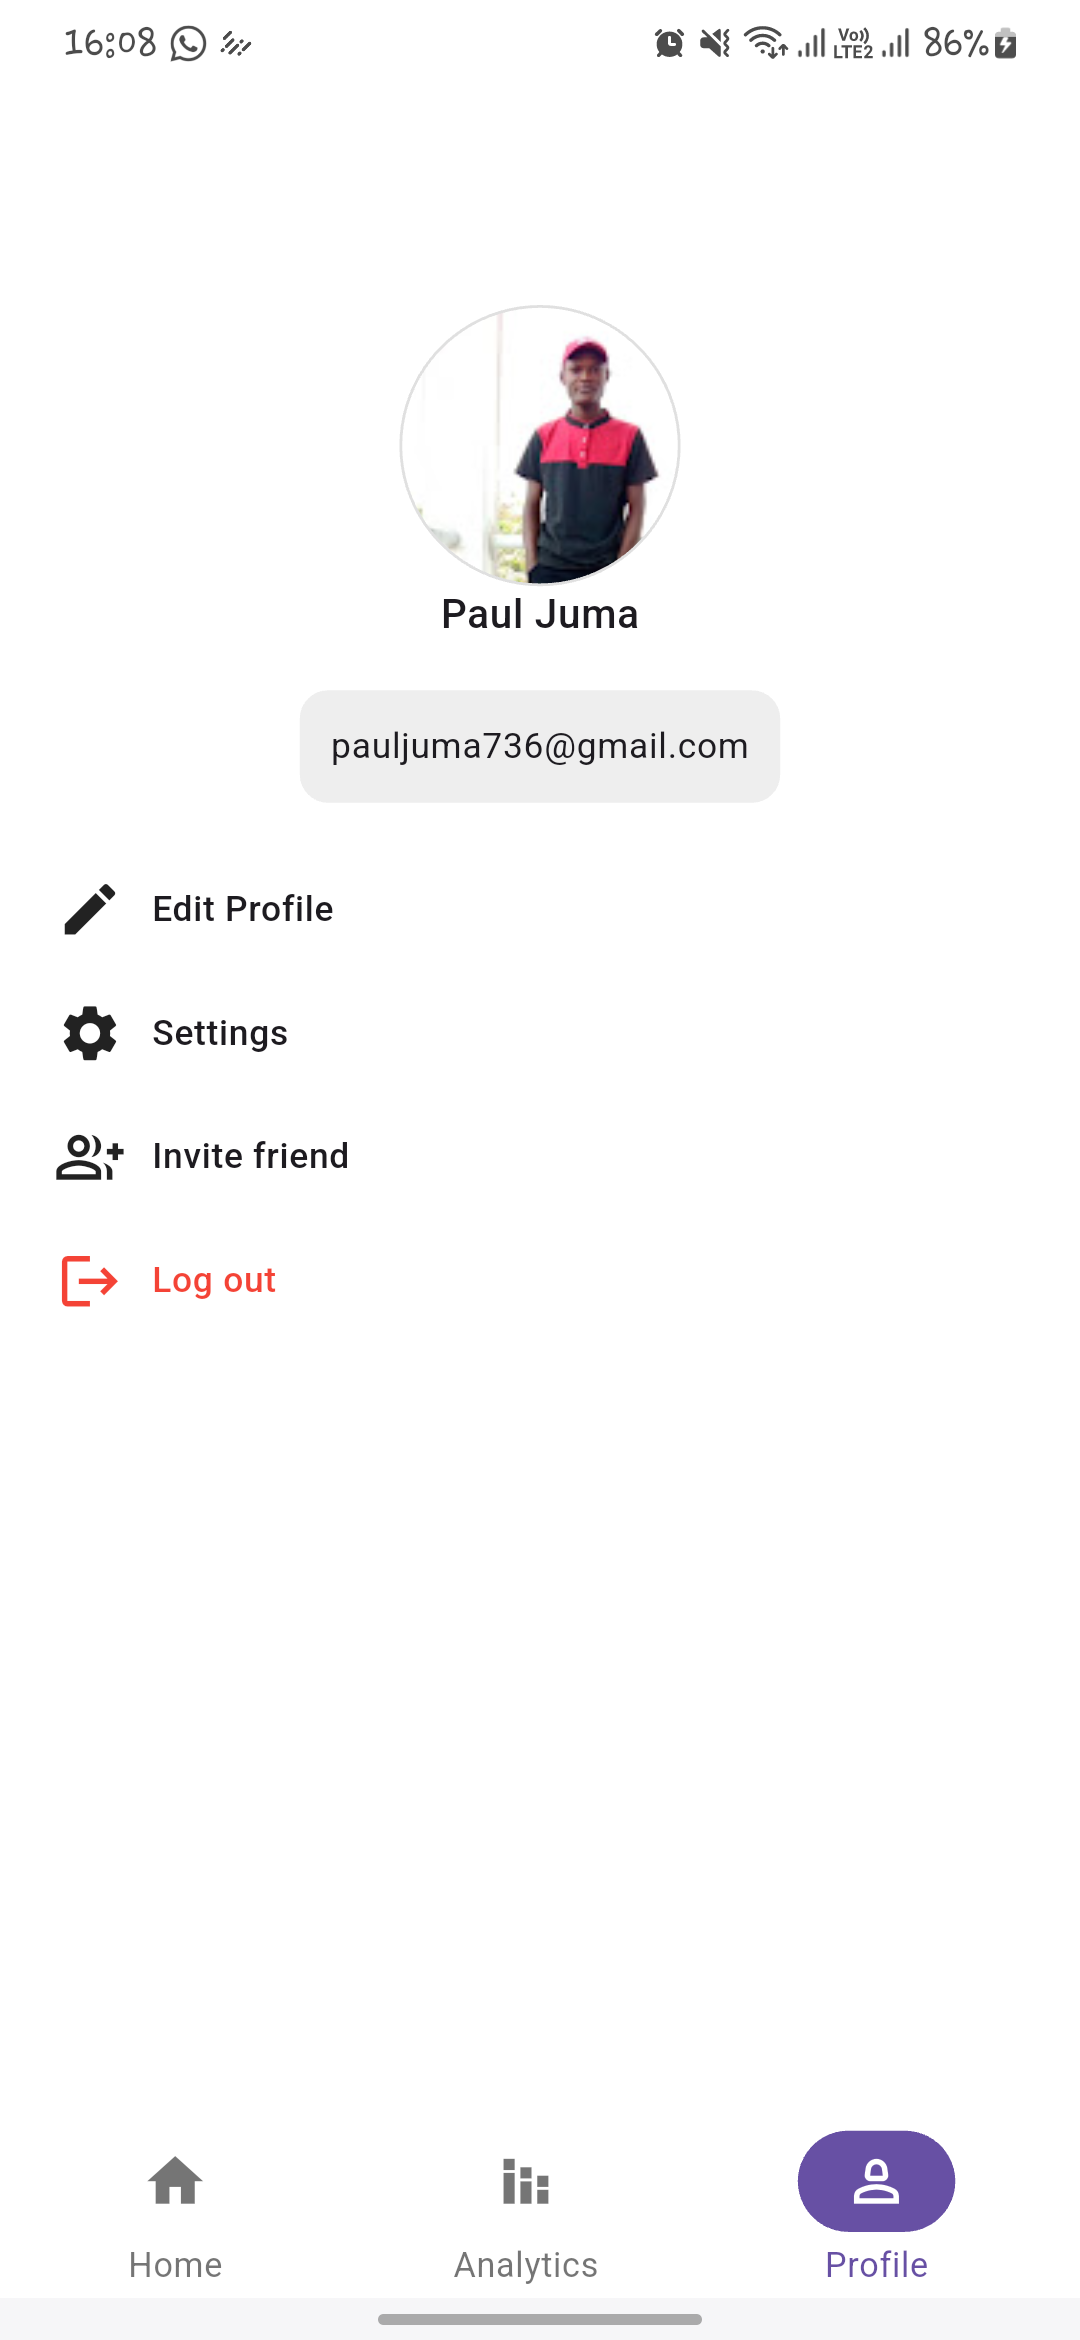 16:08 Vo)) LTE2 86%
Paul Juma
pauljuma736@gmail.com
Edit Profile
Settings
Invite friend
Log out
Home Analytics Profile